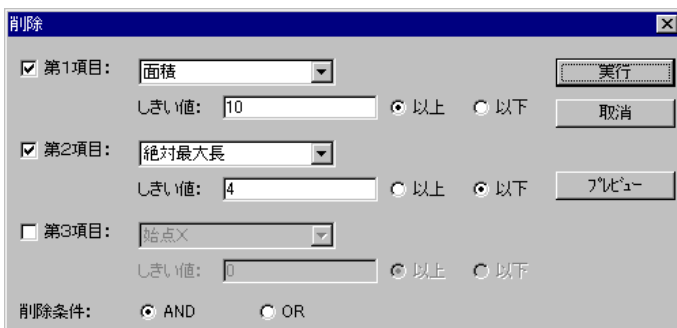 削除
第1項目: 面積 実行
しきい値: 10 以上 以下 取消
第2項目: 絶対最大長
しきい値: 4 以上 以下 プレビュー
第3項目: 始点X
しきい値: 0 以上 以下
削除条件: AND OR